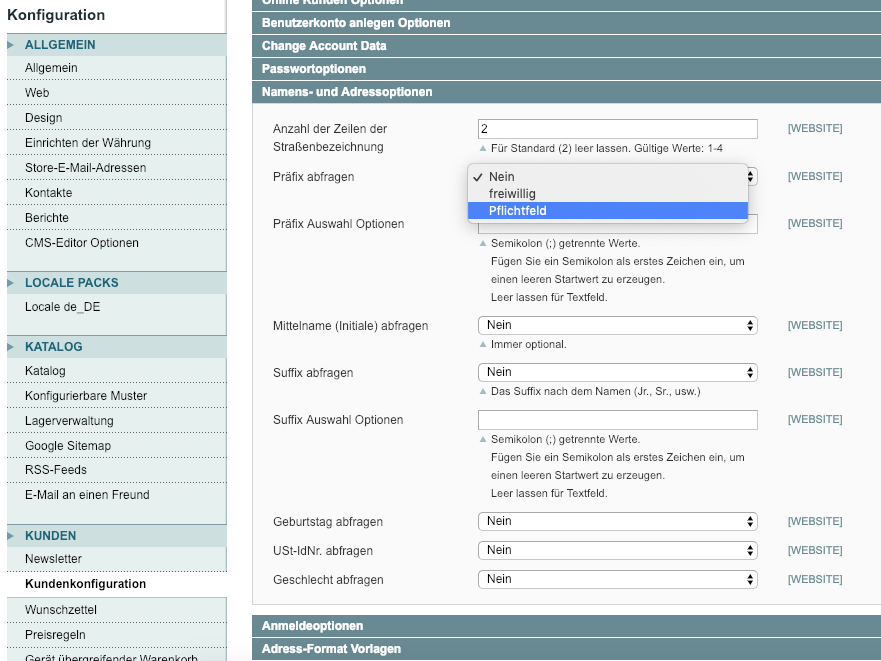 Konfiguration
ALLGEMEIN
Allgemein
Web
Design
Einrichten der Währung
Store-E-Mail-Adressen
Kontakte
Berichte
CMS-Editor Optionen
LOCALE PACKS
Locale de_DE
KATALOG
Katalog
Konfigurierbare Muster
Lagerverwaltung
Google Sitemap
RSS-Feeds
E-Mail an einen Freund
KUNDEN
Newsletter
Kundenkonfiguration
Wunschzettel
Preisregeln
Gerät übergreifender Warenkorb
Online Kunden Optionen
Benutzerkonto anlegen Optionen
Change Account Data
Passwortoptionen
Namens- und Adressoptionen
Anzahl der Zeilen der 2 [WEBSITE]
Straßenbezeichnung
Für Standard (2) leer lassen. Gültige Werte: 1-4
Präfix abfragen Nein [WEBSITE]
freiwillig
Pflichtfeld
Präfix Auswahl Optionen [WEBSITE]
Semikolon (;) getrennte Werte.
Fügen Sie ein Semikolon als erstes Zeichen ein, um
einen leeren Startwert zu erzeugen.
Leer lassen für Textfeld.
Mittelname (Initiale) abfragen Nein [WEBSITE]
Immer optional.
Suffix abfragen Nein [WEBSITE]
Das Suffix nach dem Namen (Jr., Sr., usw.)
Suffix Auswahl Optionen [WEBSITE]
Semikolon (;) getrennte Werte.
Fügen Sie ein Semikolon als erstes Zeichen ein, um
einen leeren Startwert zu erzeugen.
Leer lassen für Textfeld.
Geburtstag abfragen Nein [WEBSITE]
USt-IdNr. abfragen Nein [WEBSITE]
Geschlecht abfragen Nein [WEBSITE]
Anmeldeoptionen
Adress-Format Vorlagen